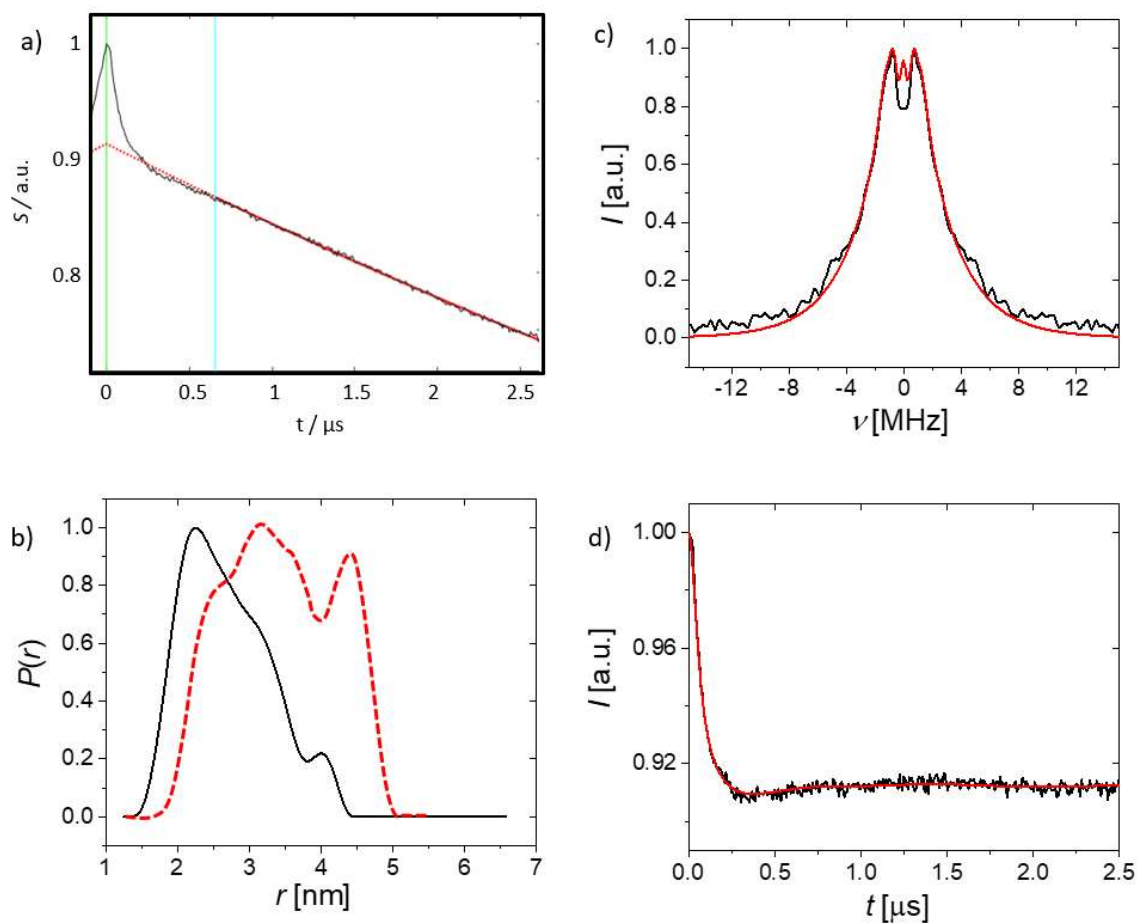 a)
1
0.9
0.8
S / a.u.
0 0.5 1 1.5 2 2.5
t / μs
c)
1.0
0.8
0.6
0.4
0.2
0.0
I [a.u.]
-12 -8 -4 0 4 8 12
ν [MHz]
b)
1.0
0.8
0.6
0.4
0.2
0.0
P(r)
1 2 3 4 5 6 7
r [nm]
d)
1.00
0.96
0.92
I [a.u.]
0.0 0.5 1.0 1.5 2.0 2.5
t [μs]